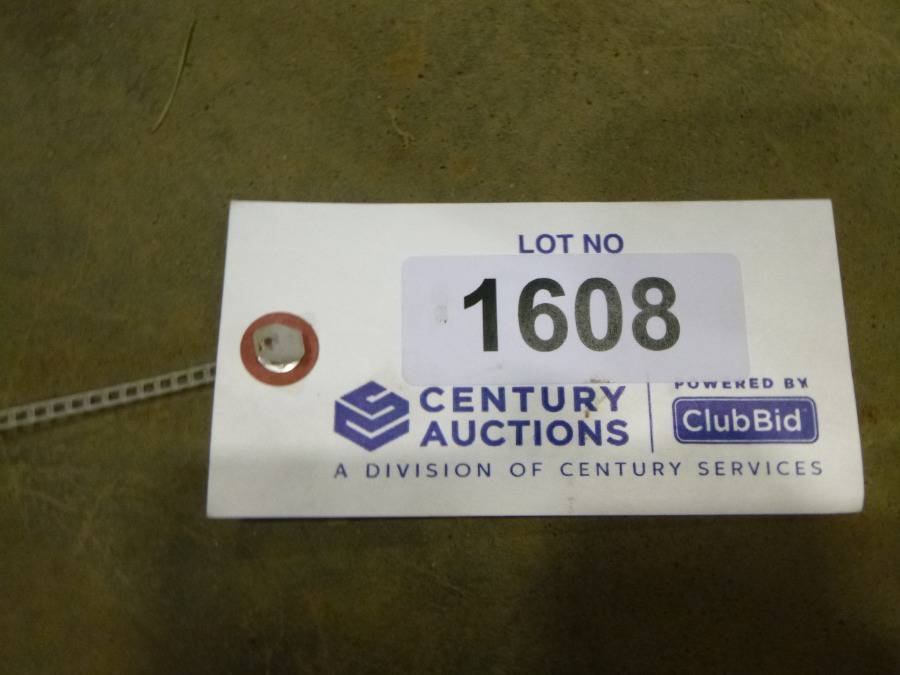 LOT NO
1608
CENTURY
AUCTIONS
POWERED BY
ClubBid
A DIVISION OF CENTURY SERVICES